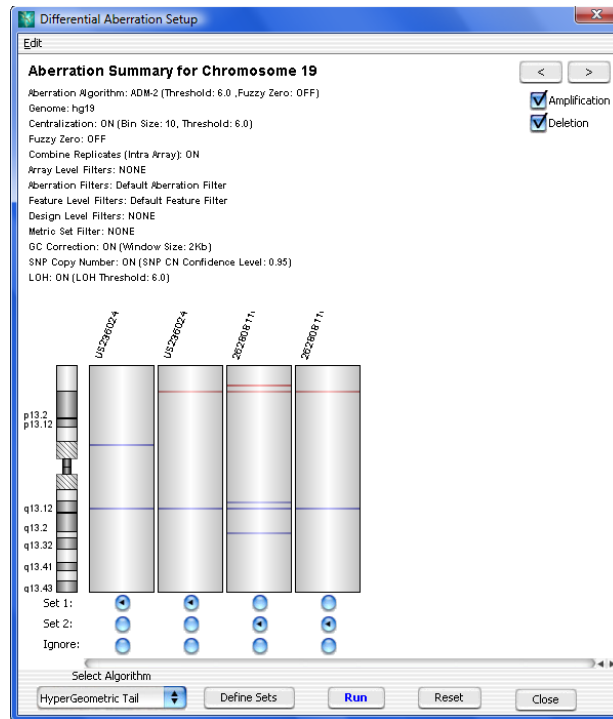 Differential Aberration Setup
Edit
Aberration Summary for Chromosome 19
< >
Aberration Algorithm: ADM-2 (Threshold: 6.0 ,Fuzzy Zero: OFF)
Amplification
Genome: hg19
Deletion
Centralization: ON (Bin Size: 10, Threshold: 6.0)
Fuzzy Zero: OFF
Combine Replicates (Intra Array): ON
Array Level Filters: NONE
Aberration Filters: Default Aberration Filter
Feature Level Filters: Default Feature Filter
Design Level Filters: NONE
Metric Set Filter: NONE
GC Correction: ON (Window Size: 2Kb)
SNP Copy Number: ON (SNP CN Confidence Level: 0.95)
LOH: ON (LOH Threshold: 6.0)
US236024 US236024 26280811 26280811
p13.2
p13.12
q13.12
q13.2
q13.32
q13.41
q13.43
Set 1:
Set 2:
Ignore:
Select Algorithm
HyperGeometric Tail Define Sets Run Reset Close